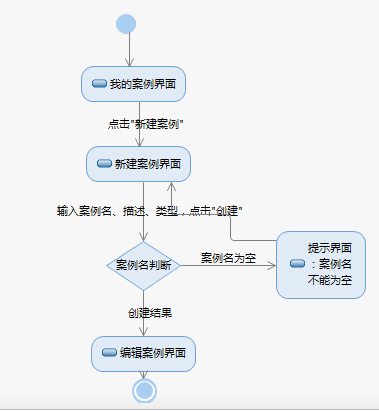 我的案例界面
点击"新建案例"
新建案例界面
输入案例名、描述、类型，点击"创建"
提示界面
：案例名
不能为空
案例名判断
案例名为空
创建结果
编辑案例界面